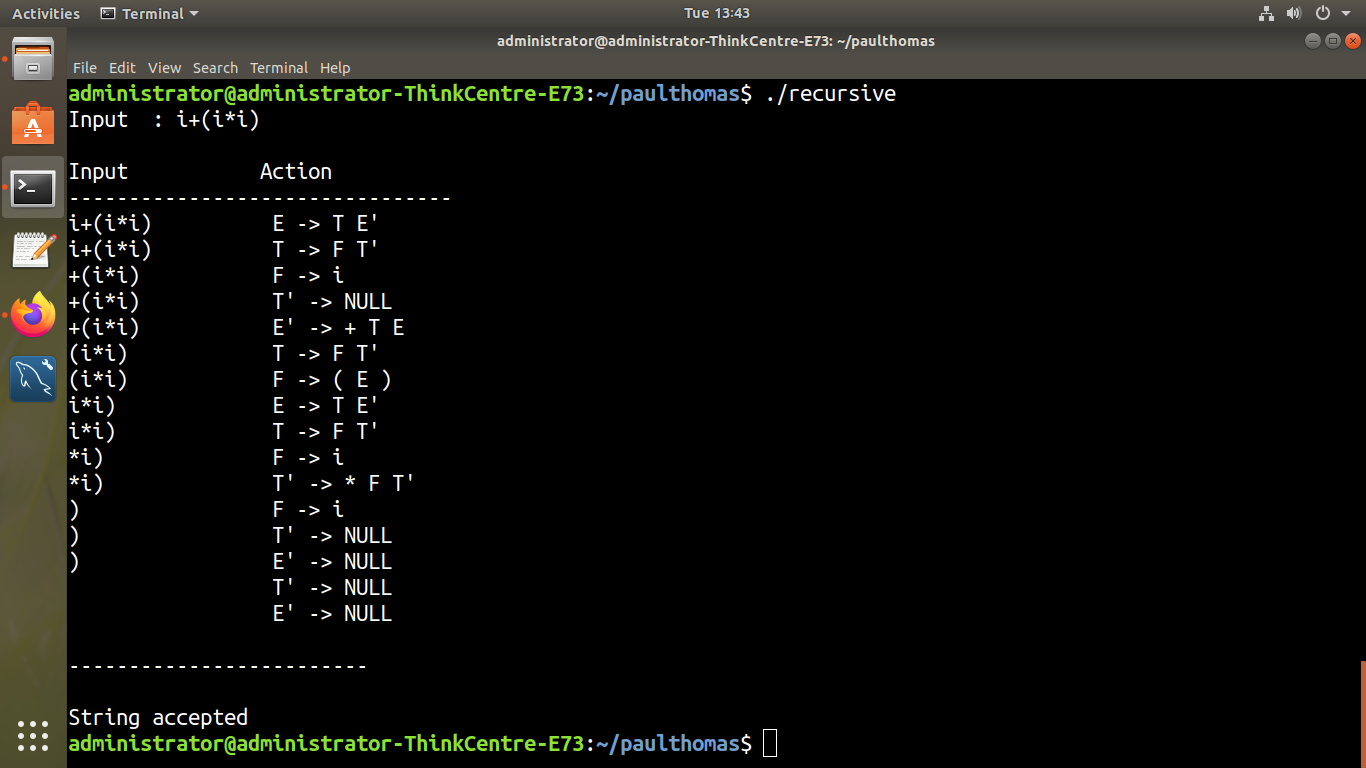 Activities Terminal Tue 13:43
administrator@administrator-ThinkCentre-E73: ~/paulthomas
File Edit View Search Terminal Help
administrator@administrator-ThinkCentre-E73:~/paulthomas$ ./recursive
Input  : i+(i*i)
Input           Action
--------------------------------
i+(i*i)          E -> T E'
i+(i*i)          T -> F T'
+(i*i)           F -> i
+(i*i)           T' -> NULL
+(i*i)           E' -> + T E
(i*i)            T -> F T'
(i*i)            F -> ( E )
i*i)             E -> T E'
i*i)             T -> F T'
*i)              F -> i
*i)              T' -> * F T'
)                F -> i
)                T' -> NULL
)                E' -> NULL
                 T' -> NULL
                 E' -> NULL
-------------------------
String accepted
administrator@administrator-ThinkCentre-E73:~/paulthomas$